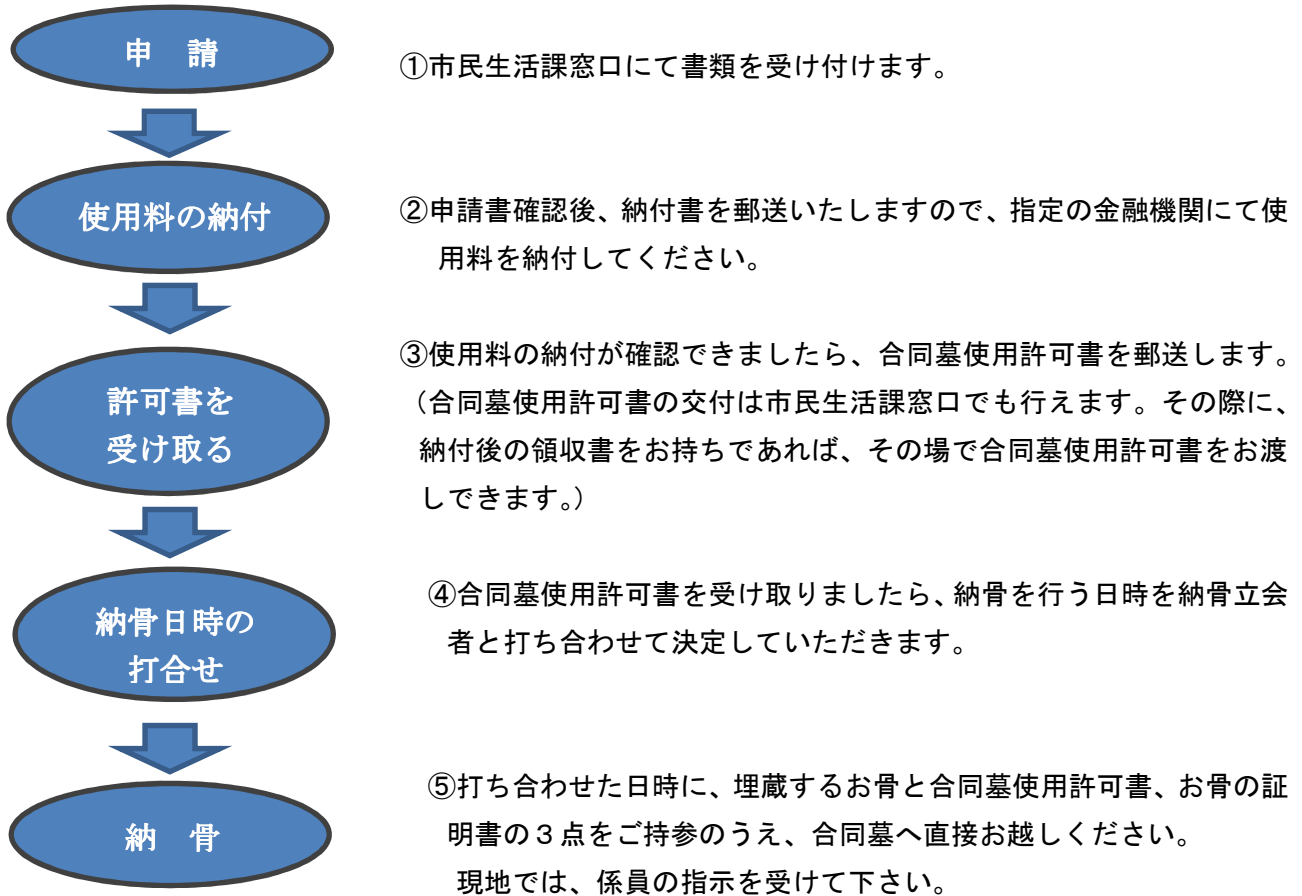 申　請
①市民生活課窓口にて書類を受け付けます。
使用料の納付
②申請書確認後、納付書を郵送いたしますので、指定の金融機関にて使
用料を納付してください。
許可書を
受け取る
③使用料の納付が確認できましたら、合同墓使用許可書を郵送します。
（合同墓使用許可書の交付は市民生活課窓口でも行えます。その際に、
納付後の領収書をお持ちであれば、その場で合同墓使用許可書をお渡
しできます。）
納骨日時の
打合せ
④合同墓使用許可書を受け取りましたら、納骨を行う日時を納骨立会
者と打ち合わせて決定していただきます。
納　骨
⑤打ち合わせた日時に、埋蔵するお骨と合同墓使用許可書、お骨の証
明書の３点をご持参のうえ、合同墓へ直接お越しください。
現地では、係員の指示を受けて下さい。